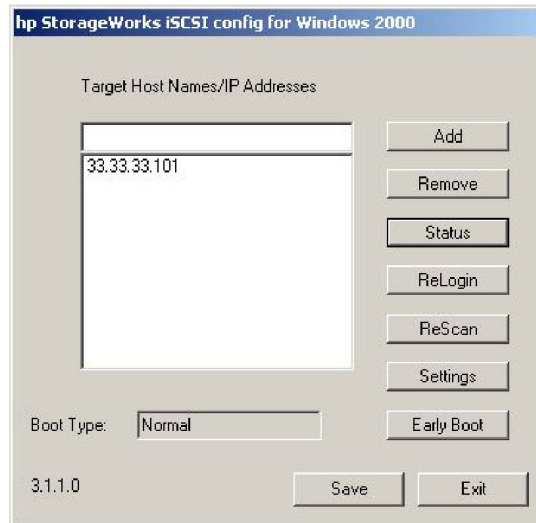 hp StorageWorks iSCSI config for Windows 2000
Target Host Names/IP Addresses
Add
33.33.33.101
Remove
Status
ReLogin
ReScan
Settings
Boot Type: Normal
Early Boot
3.1.1.0
Save
Exit